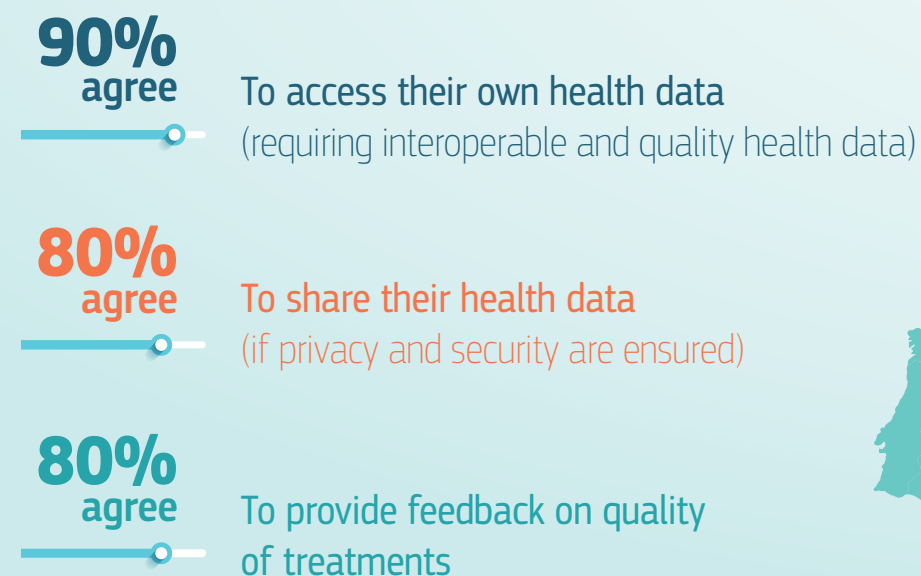 90%
agree
To access their own health data
(requiring interoperable and quality health data)
80%
agree
To share their health data
(if privacy and security are ensured)
80%
agree
To provide feedback on quality
of treatments